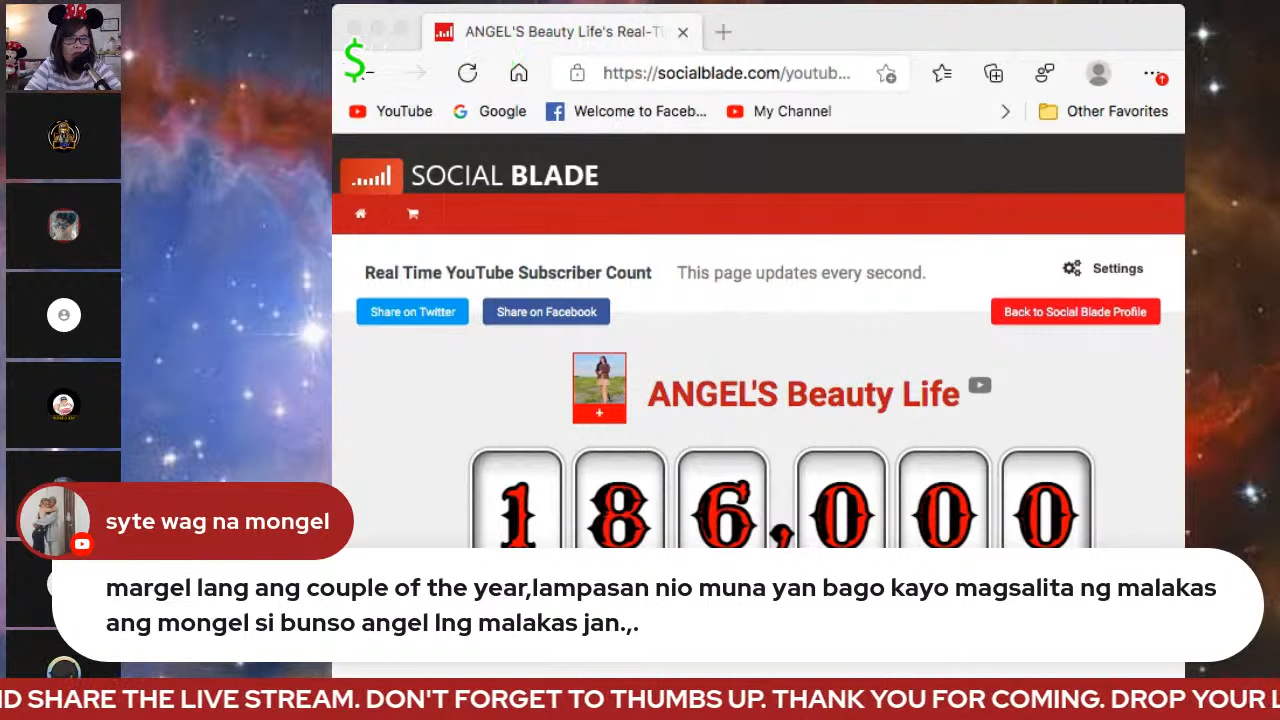 ANGEL'S Beauty Life's Real-Ti
$
https://socialblade.com/youtub...
YouTube
Google
Welcome to Faceb...
My Channel
Other Favorites
SOCIAL BLADE
Real Time YouTube Subscriber Count
This page updates every second.
Settings
Share on Twitter
Share on Facebook
Back to Social Blade Profile
+
ANGEL'S Beauty Life
186,000
syte wag na mongel
margel lang ang couple of the year,lampasan nio muna yan bago kayo magsalita ng malakas
ang mongel si bunso angel lng malakas jan.,.
ND SHARE THE LIVE STREAM. DON'T FORGET TO THUMBS UP. THANK YOU FOR COMING. DROP YOUR L